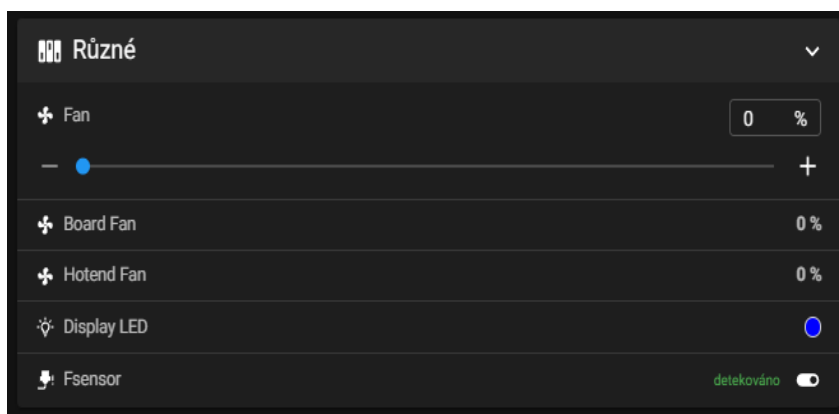 Různé
Fan
0 %
Board Fan
0 %
Hotend Fan
0 %
Display LED
Fsensor
detekováno